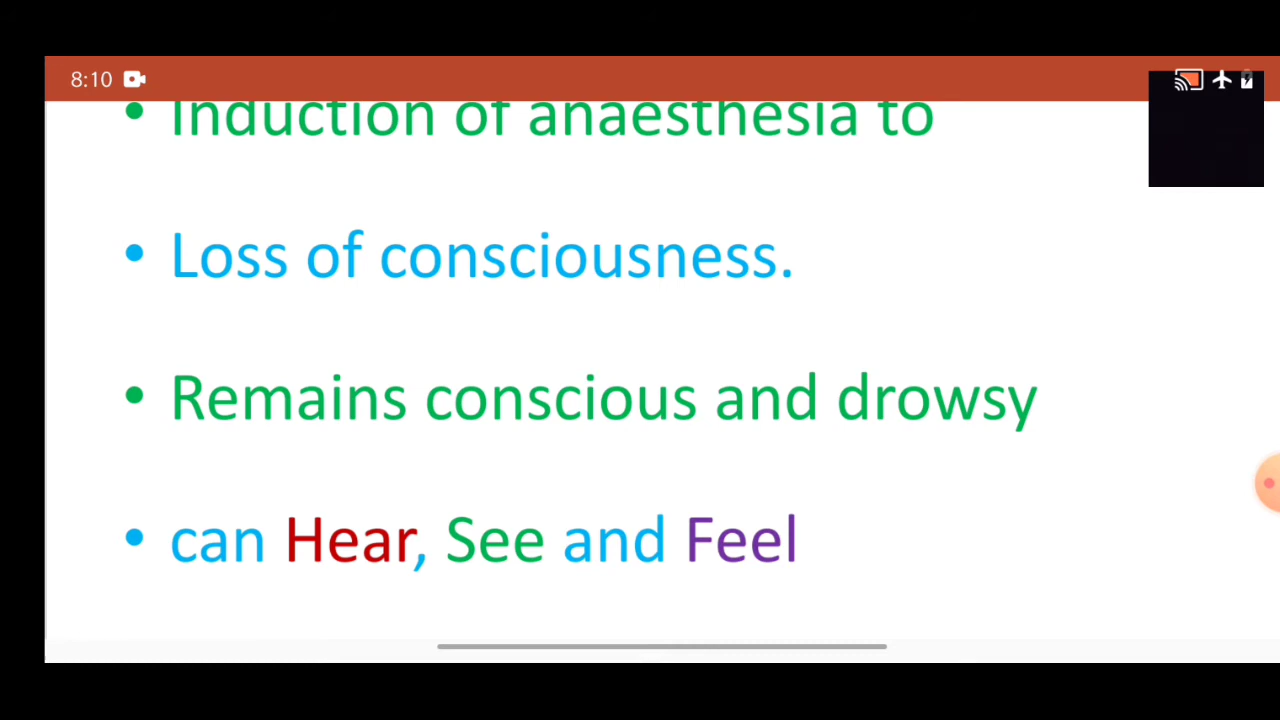 8:10
• Induction of anaesthesia to
• Loss of consciousness.
• Remains conscious and drowsy
• can Hear, See and Feel